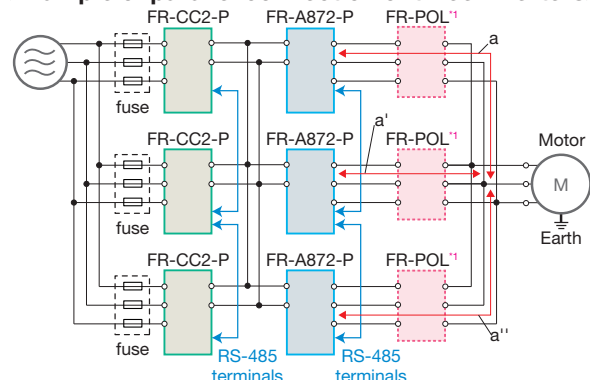 FR-CC2-P FR-A872-P FR-POL*1
a
fuse
a'
FR-CC2-P FR-A872-P FR-POL*1
Motor
M
fuse
Earth
FR-CC2-P FR-A872-P FR-POL*1
a''
fuse
RS-485 terminals
RS-485 terminals